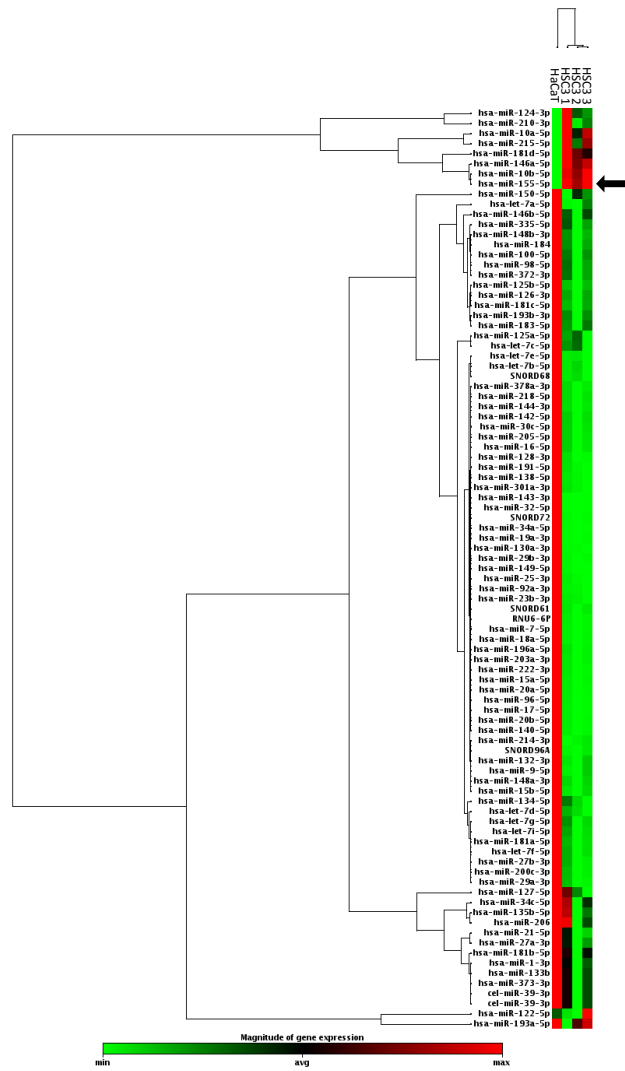 HaCaT
HSC3 1
HSC3 2
HSC3 3
hsa-miR-124-3p
hsa-miR-210-3p
hsa-miR-10a-5p
hsa-miR-215-5p
hsa-miR-181d-5p
hsa-miR-146a-5p
hsa-miR-10b-5p
hsa-miR-155-5p
hsa-miR-150-5p
hsa-let-7a-5p
hsa-miR-146b-5p
hsa-miR-335-5p
hsa-miR-148b-3p
hsa-miR-184
hsa-miR-100-5p
hsa-miR-98-5p
hsa-miR-372-3p
hsa-miR-125b-5p
hsa-miR-126-3p
hsa-miR-181c-5p
hsa-miR-193b-3p
hsa-miR-183-5p
hsa-miR-125a-5p
hsa-let-7c-5p
hsa-let-7e-5p
hsa-let-7b-5p
SNORD68
hsa-miR-378a-3p
hsa-miR-218-5p
hsa-miR-144-3p
hsa-miR-142-5p
hsa-miR-30c-5p
hsa-miR-205-5p
hsa-miR-16-5p
hsa-miR-128-3p
hsa-miR-191-5p
hsa-miR-138-5p
hsa-miR-301a-3p
hsa-miR-143-3p
hsa-miR-32-5p
SNORD72
hsa-miR-34a-5p
hsa-miR-19a-3p
hsa-miR-130a-3p
hsa-miR-29b-3p
hsa-miR-149-5p
hsa-miR-25-3p
hsa-miR-92a-3p
hsa-miR-23b-3p
SNORD61
RNU6-6P
hsa-miR-7-5p
hsa-miR-18a-5p
hsa-miR-196a-5p
hsa-miR-203a-3p
hsa-miR-222-3p
hsa-miR-15a-5p
hsa-miR-20a-5p
hsa-miR-96-5p
hsa-miR-17-5p
hsa-miR-20b-5p
hsa-miR-140-5p
hsa-miR-214-3p
SNORD96A
hsa-miR-132-3p
hsa-miR-9-5p
hsa-miR-148a-3p
hsa-miR-15b-5p
hsa-miR-134-5p
hsa-let-7d-5p
hsa-let-7g-5p
hsa-let-7i-5p
hsa-miR-181a-5p
hsa-let-7f-5p
hsa-miR-27b-3p
hsa-miR-200c-3p
hsa-miR-29a-3p
hsa-miR-127-5p
hsa-miR-34c-5p
hsa-miR-135b-5p
hsa-miR-206
hsa-miR-21-5p
hsa-miR-27a-3p
hsa-miR-181b-5p
hsa-miR-1-3p
hsa-miR-133b
hsa-miR-373-3p
cel-miR-39-3p
cel-miR-39-3p
hsa-miR-122-5p
hsa-miR-193a-5p
Magnitude of gene expression
min avg max